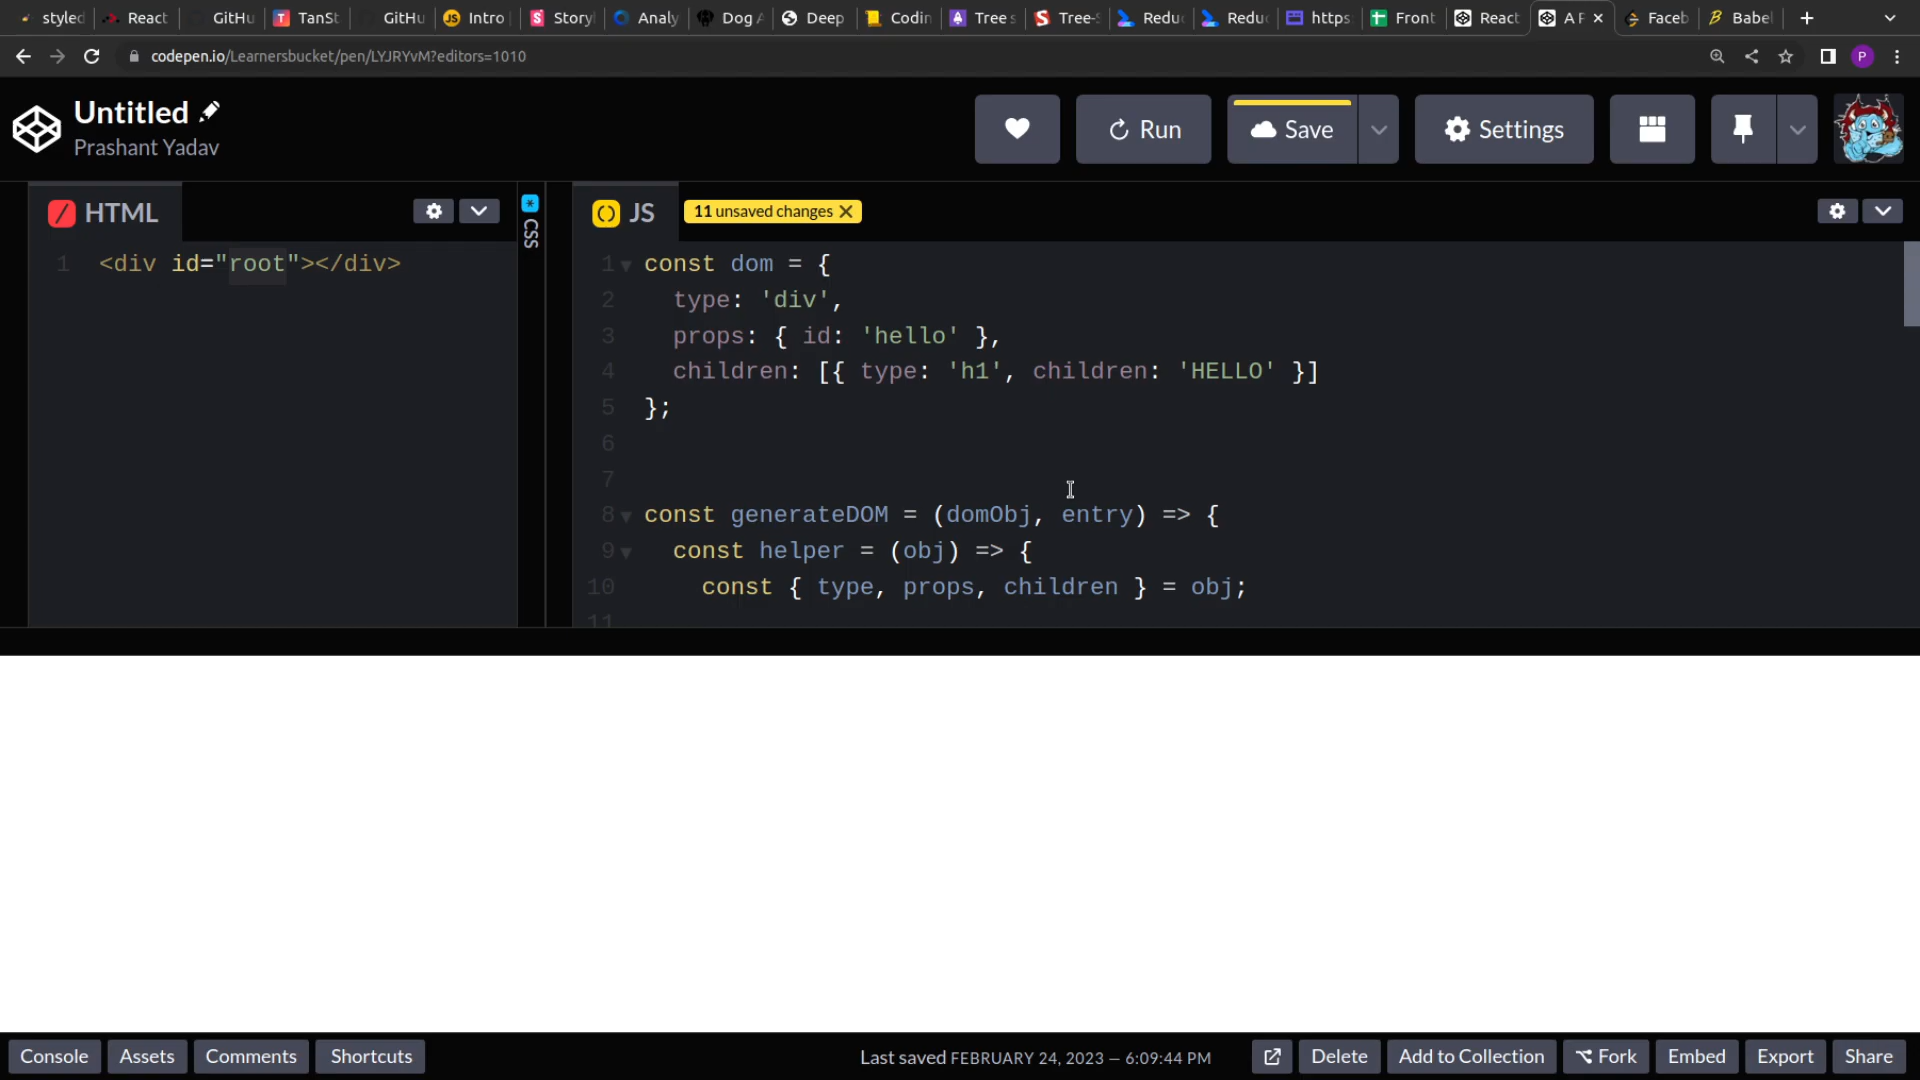 styled
React
GitHu
TanSt
GitHu
Intro
Story
Analy
Dog A
Deep
Codin
Tree s
Tree-S
Reduc
Reduc
https:
Front
React
A P
Faceb
Babel
codepen.io/Learnersbucket/pen/LYJRYvM?editors=1010
P
Untitled
Prashant Yadav
Run
Save
Settings
HTML
CSS
JS
11 unsaved changes
1 <div id="root"></div>
1 const dom = {
2 type: 'div',
3 props: { id: 'hello' },
4 children: [{ type: 'h1', children: 'HELLO' }]
5 };
6
7
8 const generateDOM = (domObj, entry) => {
9 const helper = (obj) => {
10 const { type, props, children } = obj;
11
Console
Assets
Comments
Shortcuts
Last saved FEBRUARY 24, 2023 — 6:09:44 PM
Delete
Add to Collection
Fork
Embed
Export
Share